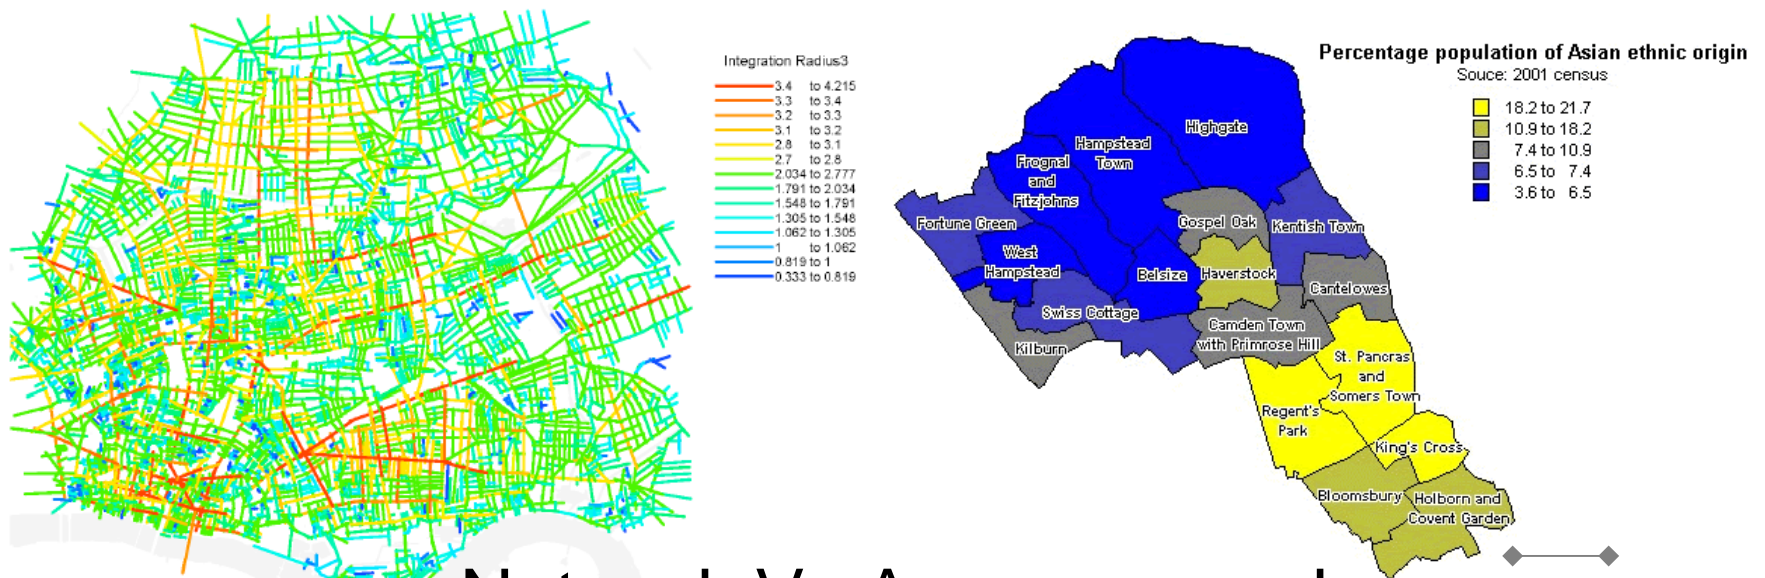 Integration Radius3
3.4 to 4.215
3.3 to 3.4
3.2 to 3.3
3.1 to 3.2
2.8 to 3.1
2.7 to 2.8
2.034 to 2.777
1.791 to 2.034
1.548 to 1.791
1.305 to 1.548
1.062 to 1.305
1 to 1.062
0.819 to 1
0.333 to 0.819
Percentage population of Asian ethnic origin
Souce: 2001 census
18.2 to 21.7
10.9 to 18.2
7.4 to 10.9
6.5 to 7.4
3.6 to 6.5
Highgate
Hampstead
Town
Frognal
and
Fitzjohns
Fortune Green
Gospel Oak
Kentish Town
West
Hampstead
Belsize
Haverstock
Cantelowes
Swiss Cottage
Camden Town
with Primrose Hill
Kilburn
St. Pancras
and
Somers Town
Regent's
Park
King's Cross
Bloomsbury
Holborn and
Covent Garden